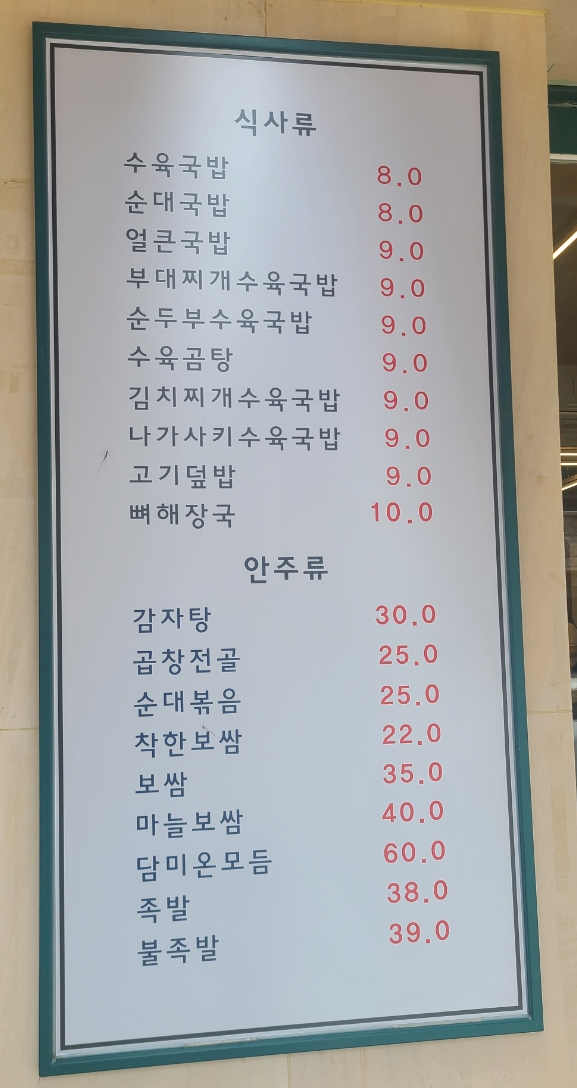 식사류
수육국밥 8.0
순대국밥 8.0
얼큰국밥 9.0
부대찌개수육국밥 9.0
순두부수육국밥 9.0
수육곰탕 9.0
김치찌개수육국밥 9.0
나가사키수육국밥 9.0
고기덮밥 9.0
뼈해장국 10.0
안주류
감자탕 30.0
곱창전골 25.0
순대볶음 25.0
착한보쌈 22.0
보쌈 35.0
마늘보쌈 40.0
담미온모듬 60.0
족발 38.0
불족발 39.0